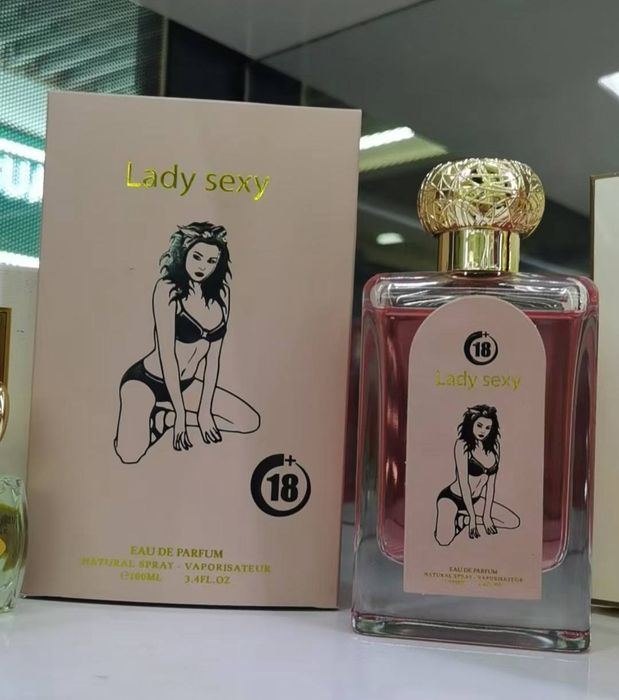 Lady sexy
+
18
EAU DE PARFUM
NATURAL SPRAY - VAPORISATEUR
℮100ML 3.4FL.OZ
+
18
Lady sexy
EAU DE PARFUM
NATURAL SPRAY - VAPORISATEUR